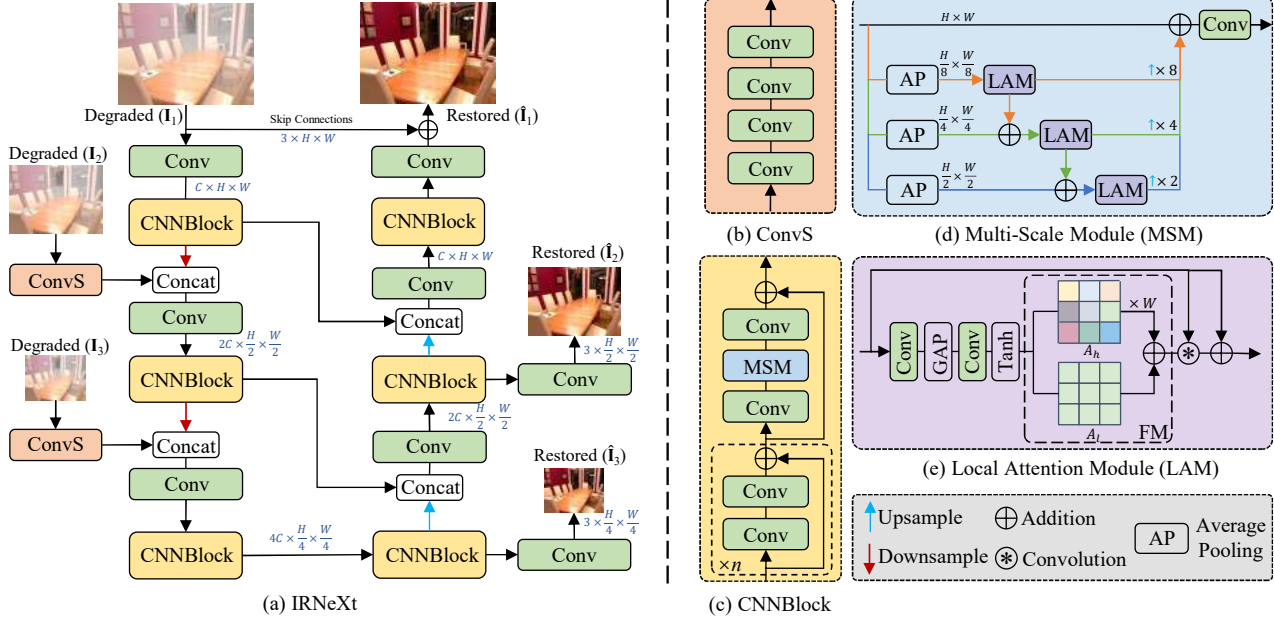 Degraded (I₁)
Skip Connections
3 × H × W
Restored (Î₁)
Degraded (I₂)
Conv
C × H × W
CNNBlock
ConvS
Concat
Conv
2C × H/2 × W/2
Degraded (I₃)
CNNBlock
ConvS
Concat
Conv
CNNBlock
4C × H/4 × W/4
Conv
CNNBlock
C × H × W
Conv
Concat
Restored (Î₂)
3 × H/2 × W/2
CNNBlock
Conv
2C × H/2 × W/2
Conv
Concat
Restored (Î₃)
3 × H/4 × W/4
CNNBlock
Conv
(a) IRNeXt
Conv
Conv
Conv
Conv
(b) ConvS
Conv
MSM
Conv
Conv
Conv
×n
(c) CNNBlock
H × W
Conv
AP
H/8 × W/8
LAM
↑× 8
AP
H/4 × W/4
LAM
↑× 4
AP
H/2 × W/2
LAM
↑× 2
(d) Multi-Scale Module (MSM)
Conv
GAP
Conv
Tanh
× W
A_h
A_l
FM
(e) Local Attention Module (LAM)
Upsample
Addition
Downsample
Convolution
AP
Average
Pooling